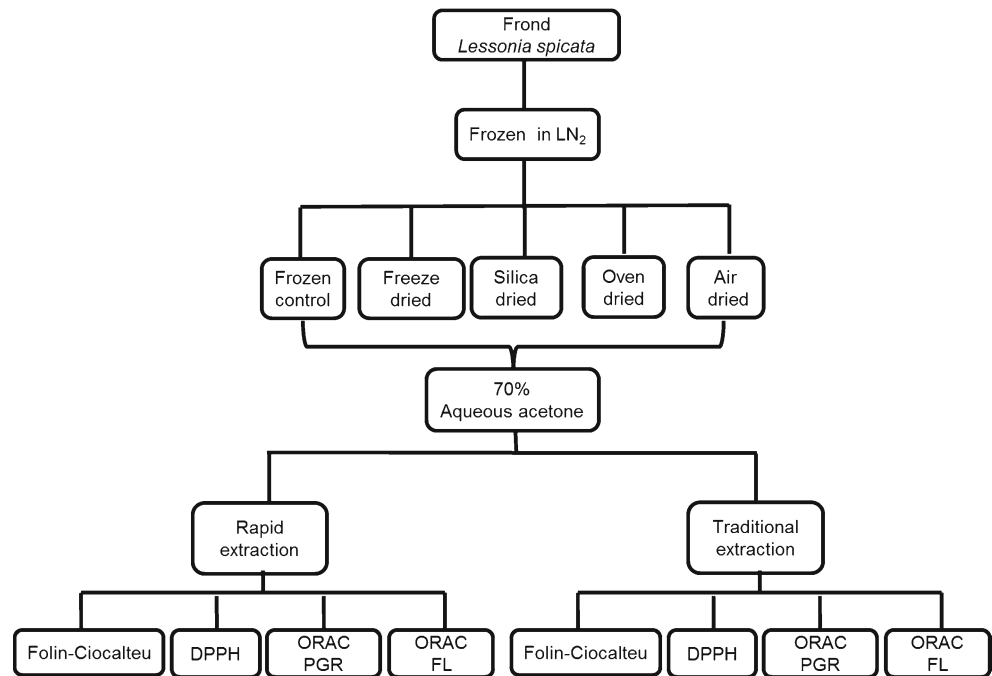 Frond
Lessonia spicata
Frozen in LN₂
Frozen
control
Freeze
dried
Silica
dried
Oven
dried
Air
dried
70%
Aqueous acetone
Rapid
extraction
Traditional
extraction
Folin-Ciocalteu
DPPH
ORAC
PGR
ORAC
FL
Folin-Ciocalteu
DPPH
ORAC
PGR
ORAC
FL